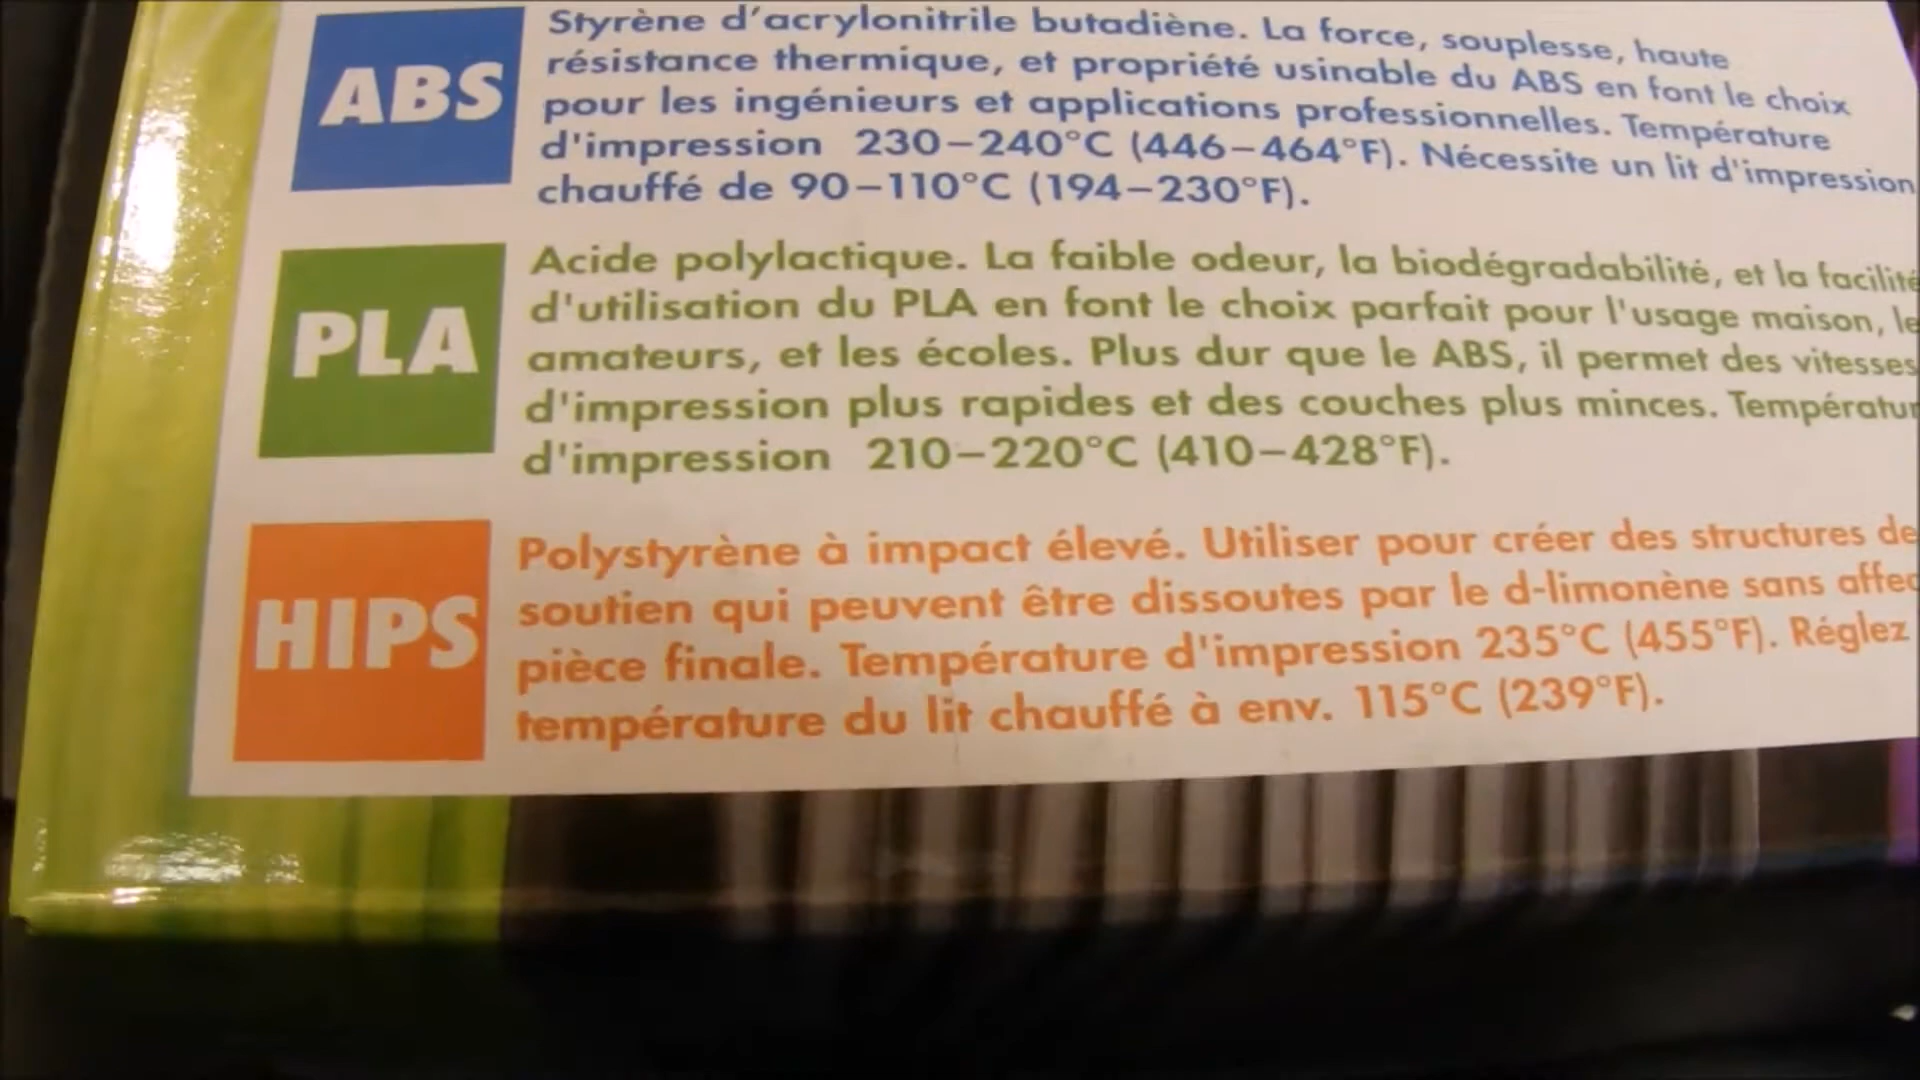 ABS
Styrène d'acrylonitrile butadiène. La force, souplesse, haute
résistance thermique, et propriété usinable du ABS en font le choix
pour les ingénieurs et applications professionnelles. Température
d'impression 230–240°C (446–464°F). Nécessite un lit d'impression
chauffé de 90–110°C (194–230°F).
PLA
Acide polylactique. La faible odeur, la biodégradabilité, et la facilité
d'utilisation du PLA en font le choix parfait pour l'usage maison,
amateurs, et les écoles. Plus dur que le ABS, il permet des vitesses
d'impression plus rapides et des couches plus minces.
d'impression 210–220°C (410–428°F).
HIPS
Polystyrène à impact élevé. Utiliser pour créer des structures de
soutien qui peuvent être dissoutes par le d-limonène sans
pièce finale. Température d'impression 235°C (455°F). Réglez
température du lit chauffé à env. 115°C (239°F).